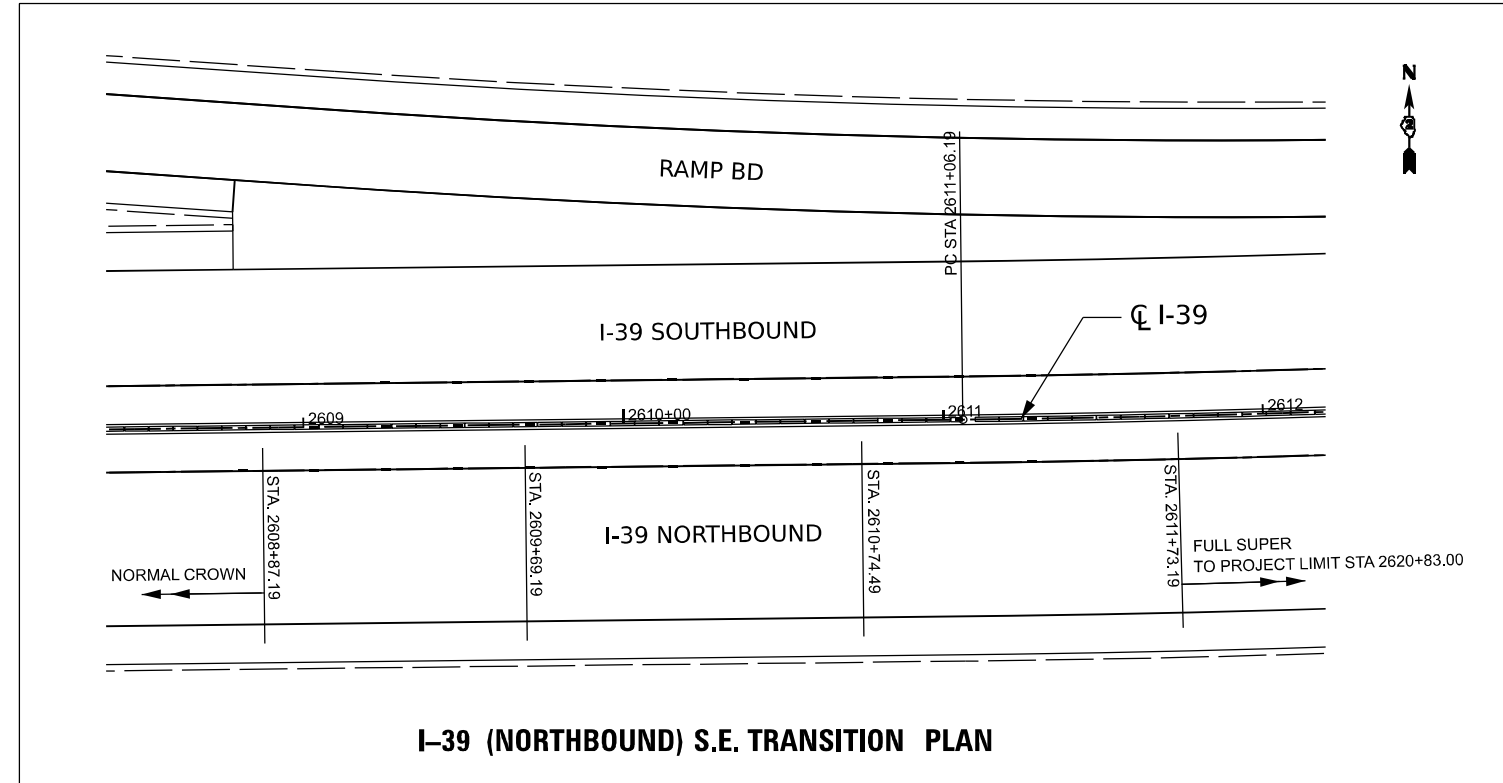 N
RAMP BD
PC STA 2611+06.19
I-39 SOUTHBOUND
℄ I-39
2609
2610+00
2611
2612
STA. 2608+87.19
STA. 2609+69.19
STA. 2610+74.49
STA. 2611+73.19
I-39 NORTHBOUND
NORMAL CROWN
FULL SUPER
TO PROJECT LIMIT STA 2620+83.00
I–39 (NORTHBOUND) S.E. TRANSITION PLAN